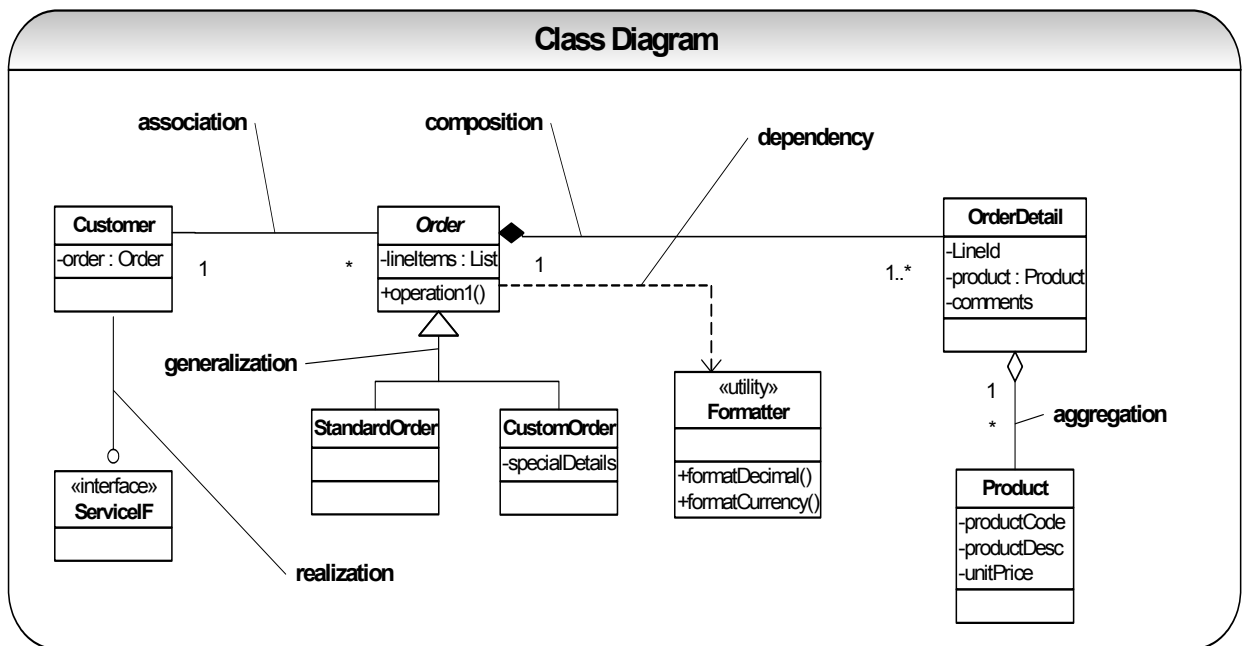 Class Diagram
association
composition
dependency
Customer
-order : Order
1
*
Order
-lineItems : List
+operation1()
1
1..*
OrderDetail
-LineId
-product : Product
-comments
generalization
StandardOrder
CustomOrder
-specialDetails
«utility»
Formatter
+formatDecimal()
+formatCurrency()
1
*
aggregation
«interface»
ServiceIF
realization
Product
-productCode
-productDesc
-unitPrice